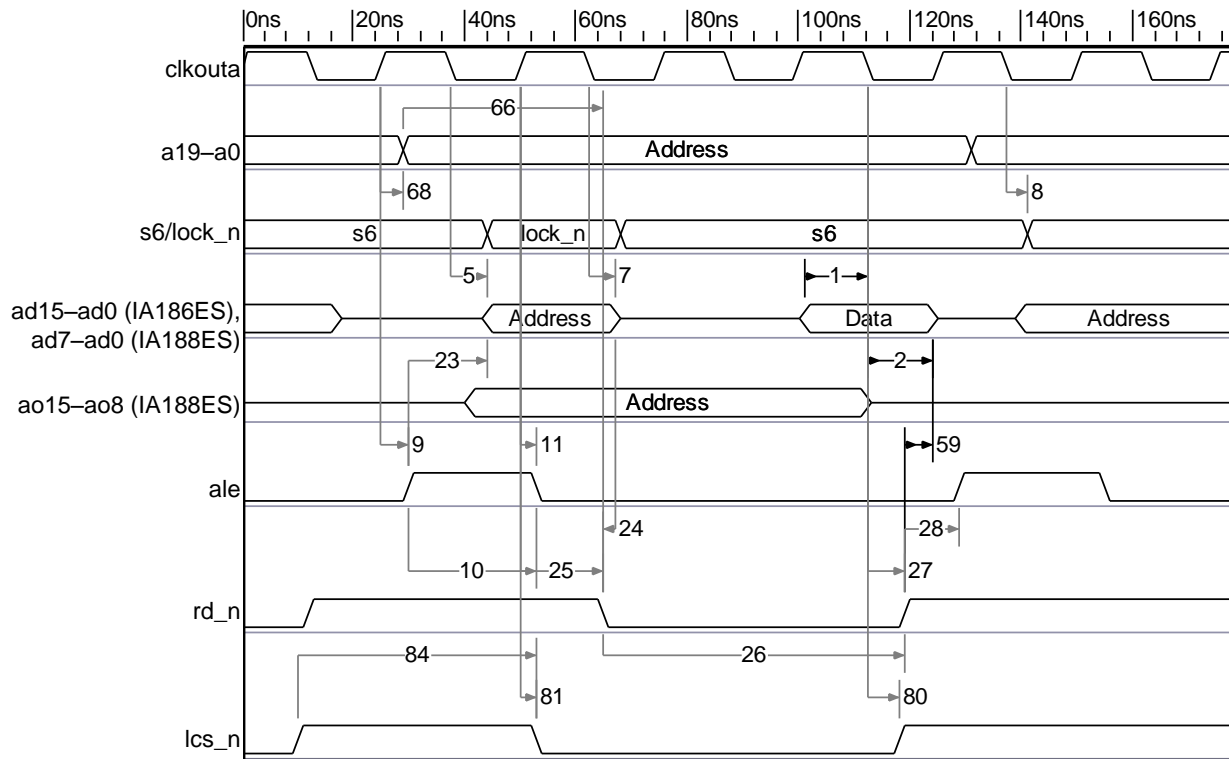 0ns 20ns 40ns 60ns 80ns 100ns 120ns 140ns 160ns
clkouta
66
a19–a0 Address
68 8
s6/lock_n s6 lock_n s6
5 7 1
ad15–ad0 (IA186ES),
ad7–ad0 (IA188ES) Address Data Address
23 2
ao15–ao8 (IA188ES) Address
9 11 59
ale
24 28
10 25 27
rd_n
84 26
81 80
lcs_n